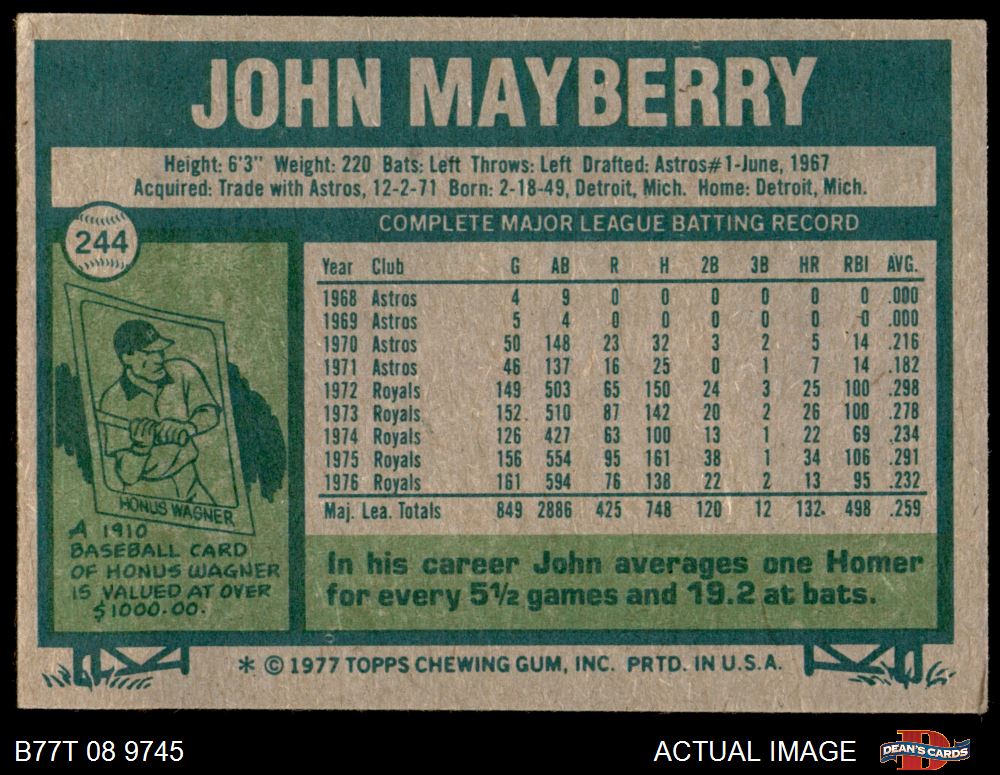 JOHN MAYBERRY
Height: 6'3" Weight: 220 Bats: Left Throws: Left Drafted: Astros#1-June, 1967
Acquired: Trade with Astros, 12-2-71 Born: 2-18-49, Detroit, Mich. Home: Detroit, Mich.
244
COMPLETE MAJOR LEAGUE BATTING RECORD
Year Club G AB R H 2B 3B HR RBI AVG.
1968 Astros 4 9 0 0 0 0 0 0 .000
1969 Astros 5 4 0 0 0 0 0 0 .000
1970 Astros 50 148 23 32 3 2 5 14 .216
1971 Astros 46 137 16 25 0 1 7 14 .182
1972 Royals 149 503 65 150 24 3 25 100 .298
1973 Royals 152 510 87 142 20 2 26 100 .278
1974 Royals 126 427 63 100 13 1 22 69 .234
1975 Royals 156 554 95 161 38 1 34 106 .291
1976 Royals 161 594 76 138 22 2 13 95 .232
Maj. Lea. Totals 849 2886 425 748 120 12 132 498 .259
HONUS WAGNER
A 1910
BASEBALL CARD
OF HONUS WAGNER
IS VALUED AT OVER
$1000.00.
In his career John averages one Homer
for every 5½ games and 19.2 at bats.
* © 1977 TOPPS CHEWING GUM, INC. PRTD. IN U.S.A.
B77T 08 9745
ACTUAL IMAGE
DEAN'S CARDS